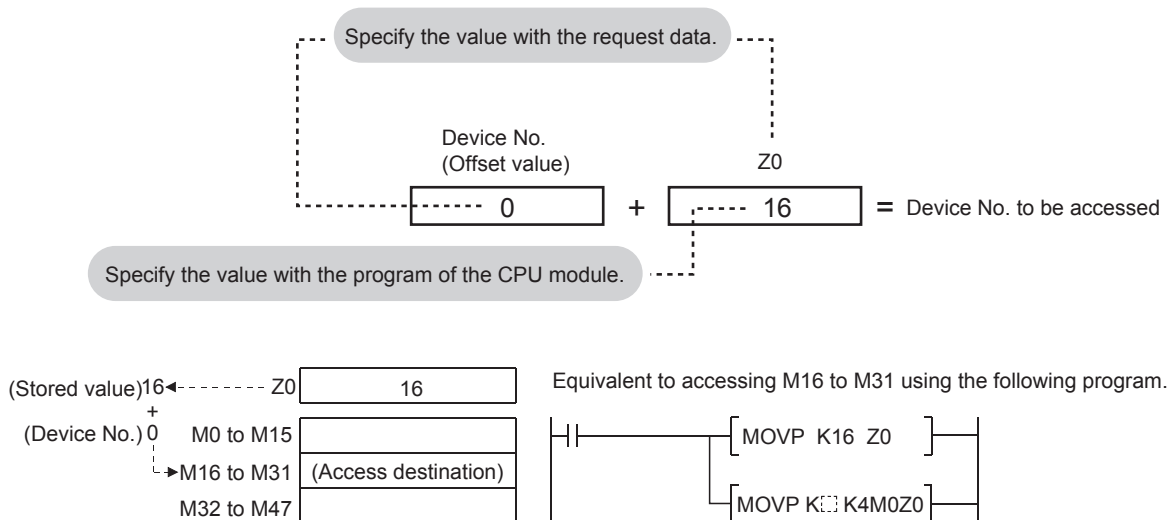 Specify the value with the request data.
Device No.
(Offset value)
Z0
0 + 16 = Device No. to be accessed
Specify the value with the program of the CPU module.
(Stored value)16 Z0 16
+
(Device No.) 0
M0 to M15
M16 to M31 (Access destination)
M32 to M47
Equivalent to accessing M16 to M31 using the following program.
MOVP K16 Z0
MOVP K K4M0Z0